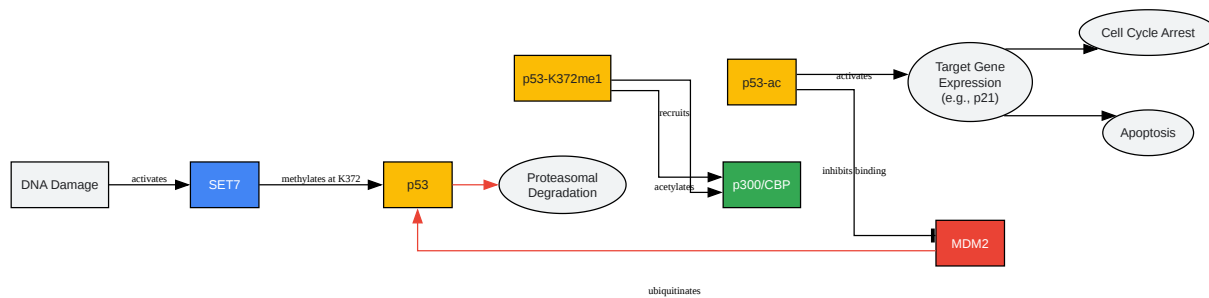 Cell Cycle Arrest
p53-K372me1
p53-ac
activates
Target Gene
Expression
(e.g., p21)
recruits
Apoptosis
DNA Damage
activates
SET7
methylates at K372
p53
Proteasomal
Degradation
acetylates
p300/CBP
inhibits binding
MDM2
ubiquitinates